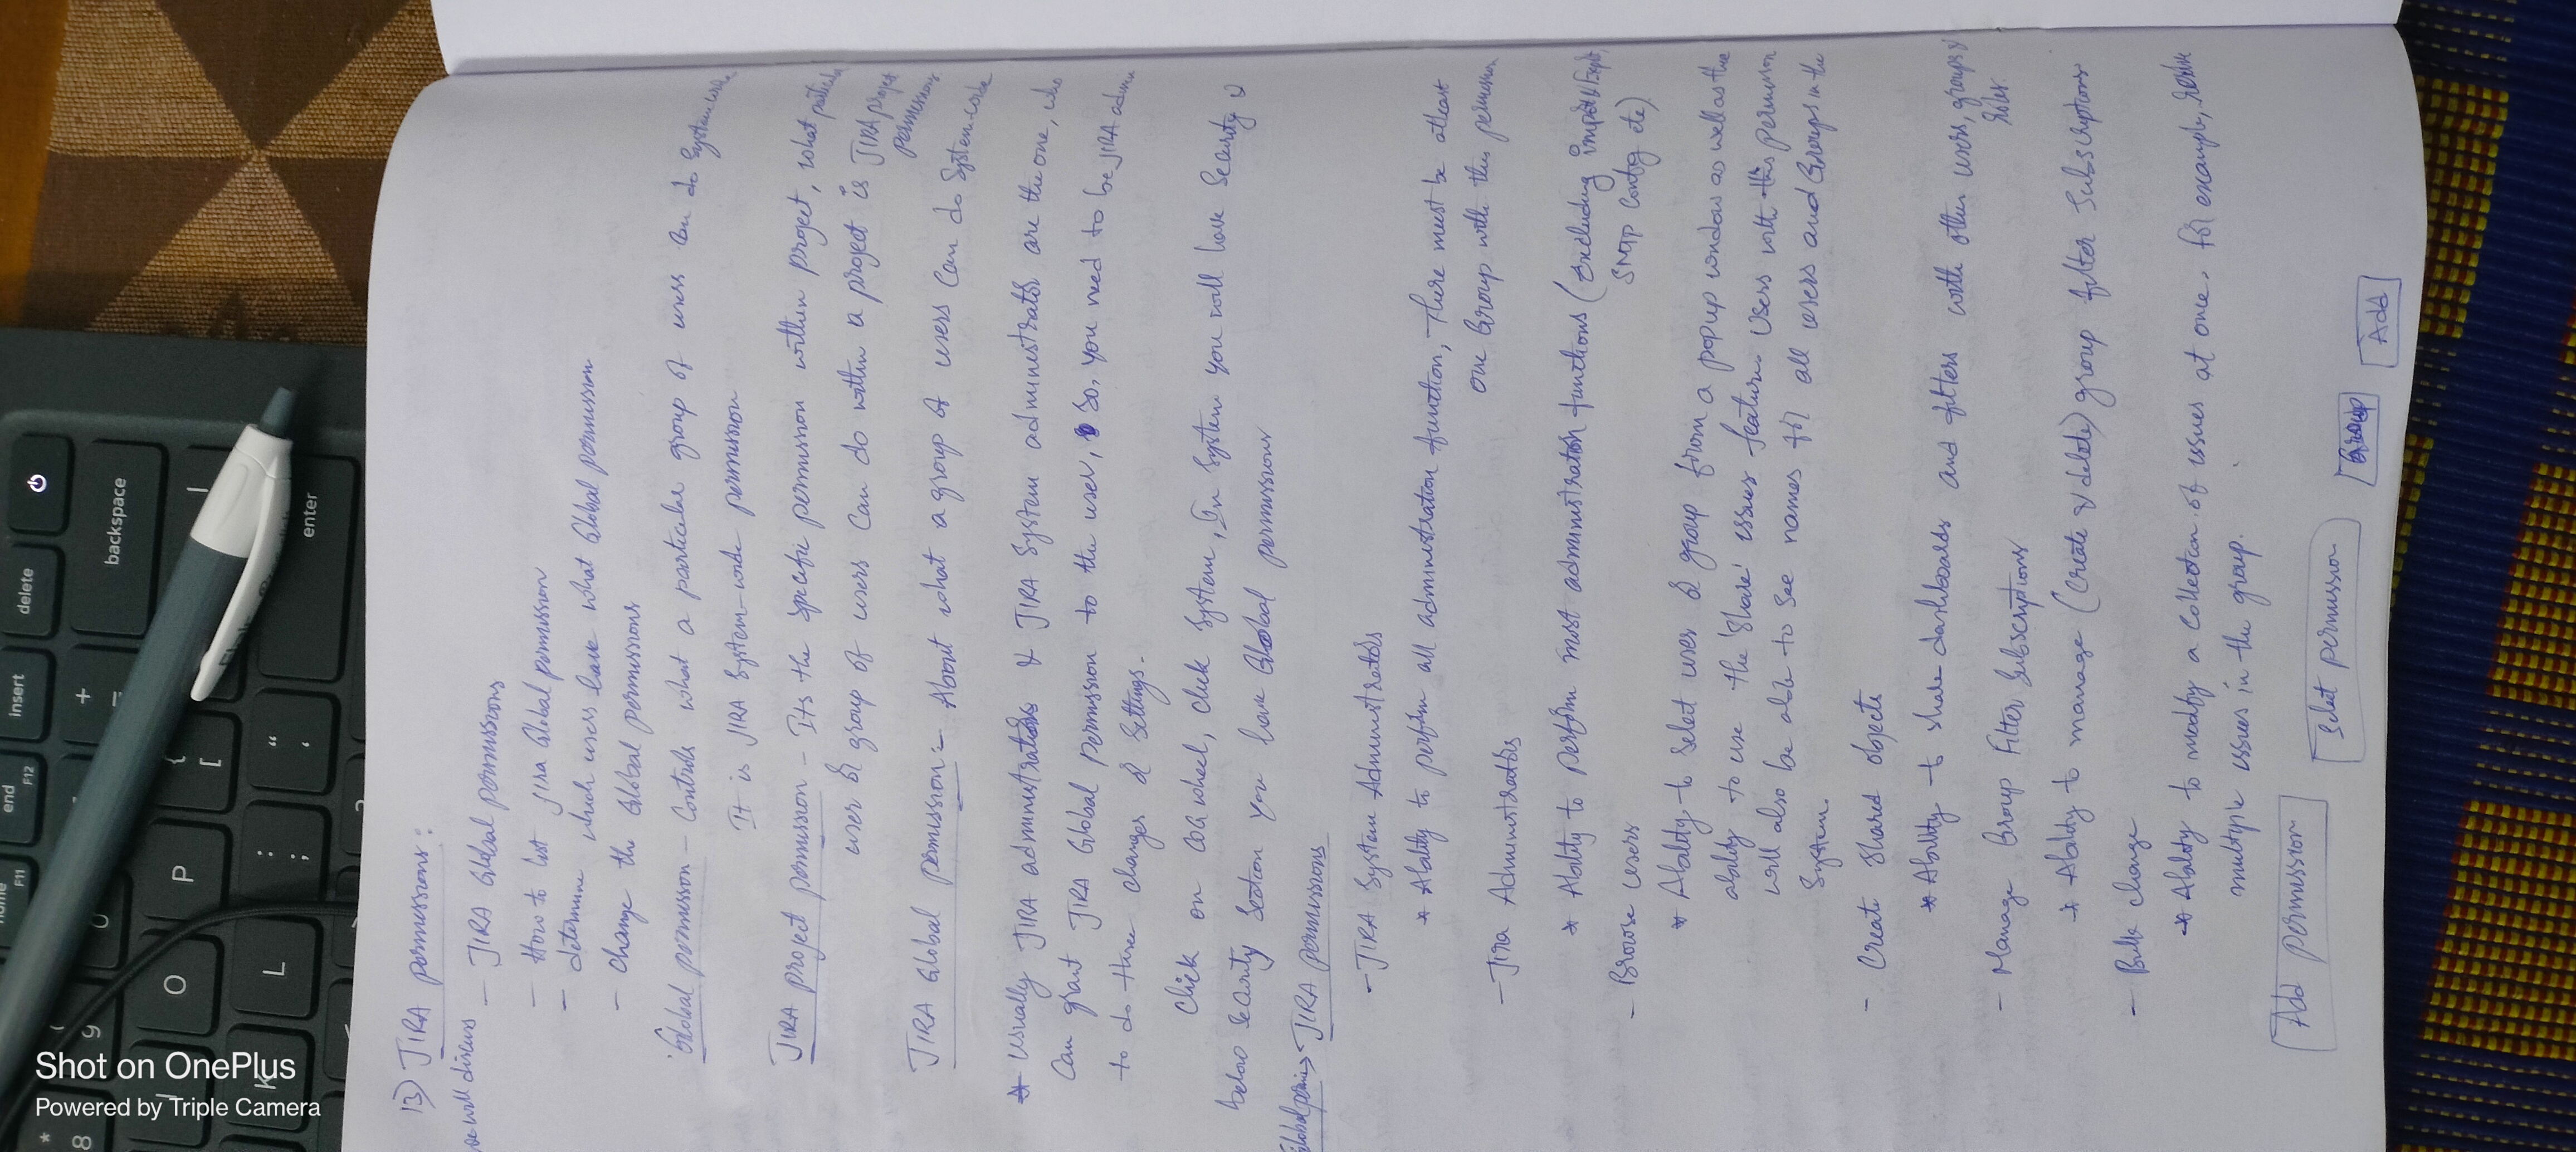 home
F11
end
F12
insert
delete
*
8
(
9
U
+
=
backspace
O
P
{
[
K
L
:
;
"
'
enter
Shot on OnePlus
Powered by Triple Camera
13) JIRA permissions:
we will discuss
- JIRA Global permissions
- How to list jira Global permission
- determine which users have what Global permission
- change the Global permissions
Global permission - Controls what a particular group of users can do System-wide
It is JIRA System-wide permission
JIRA project permission - Its the specific permission within project, what particular
user or group of users can do within a project is JIRA project
permissions
JIRA Global permission:- About what a group of users can do System-wide
* usually JIRA administrators & JIRA System administrator are the one, who
can grant JIRA Global permission to the user, so, you need to be JIRA admin
to do these changes or settings.
Click on COG wheel, click System, In System you will have Security &
below Security Section you have Global permissions
Global permi-> JIRA permissions
- JIRA System Administrators
* Ability to perform all administration function, There must be atleast
one Group with this permission
- Jira Administrators
* Ability to perform most administration functions (Excluding import & Export,
SMTP Config etc)
- Browse users
* Ability to select user or group from a popup window as well as the
ability to use the 'Share' issues feature. Users with this permission
will also be able to see names for all users and Groups in the
System.
- Create Shared objects
* Ability to share dashboards and filters with other users, groups &
roles.
- Manage Group Filter Subscriptions
* Ability to manage (Create & delete) group filter Subscriptions
- Bulk change
* Ability to modify a collection of issues at once. for example, resolve
multiple issues in the group.
Add permission
Select permission
Group
Add